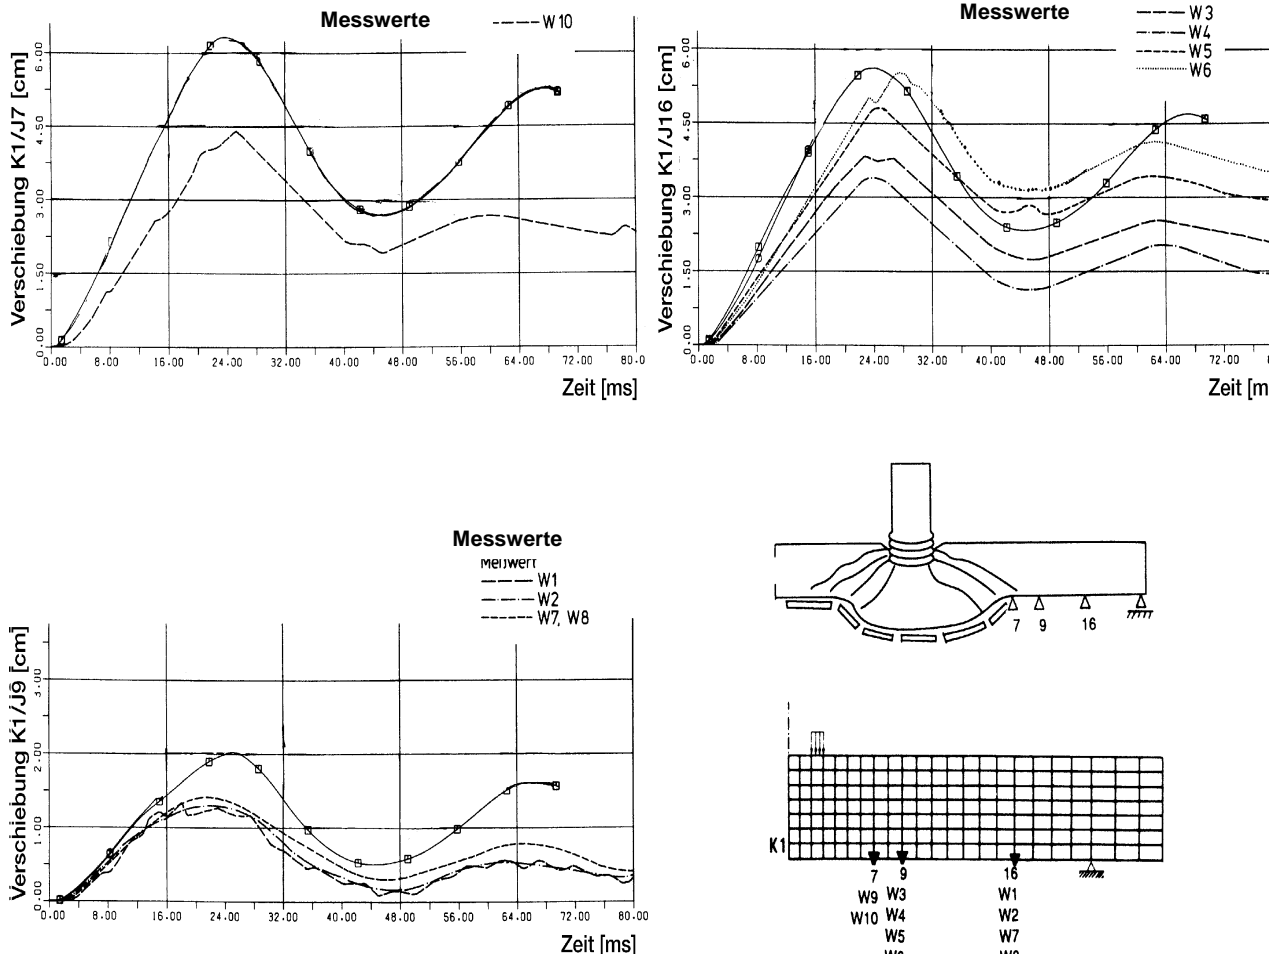 Messwerte
W10
Verschiebung K1/J7 [cm]
6.00
4.50
3.00
1.50
0.00
0.00 8.00 16.00 24.00 32.00 40.00 48.00 56.00 64.00 72.00 80.0
Zeit [ms]
Messwerte
W3
W4
W5
W6
Verschiebung K1/J16 [cm]
6.00
4.50
3.00
1.50
0.00
0.00 8.00 16.00 24.00 32.00 40.00 48.00 56.00 64.00 72.00 8
Zeit [m
Messwerte
Meßwert
W1
W2
W7, W8
Verschiebung K1/J9 [cm]
3.00
2.00
1.00
0.00
0.00 8.00 16.00 24.00 32.00 40.00 48.00 56.00 64.00 72.00 80.00
Zeit [ms]
7 9 16
K1
7 9 16
W9 W3 W1
W10 W4 W2
W5 W7